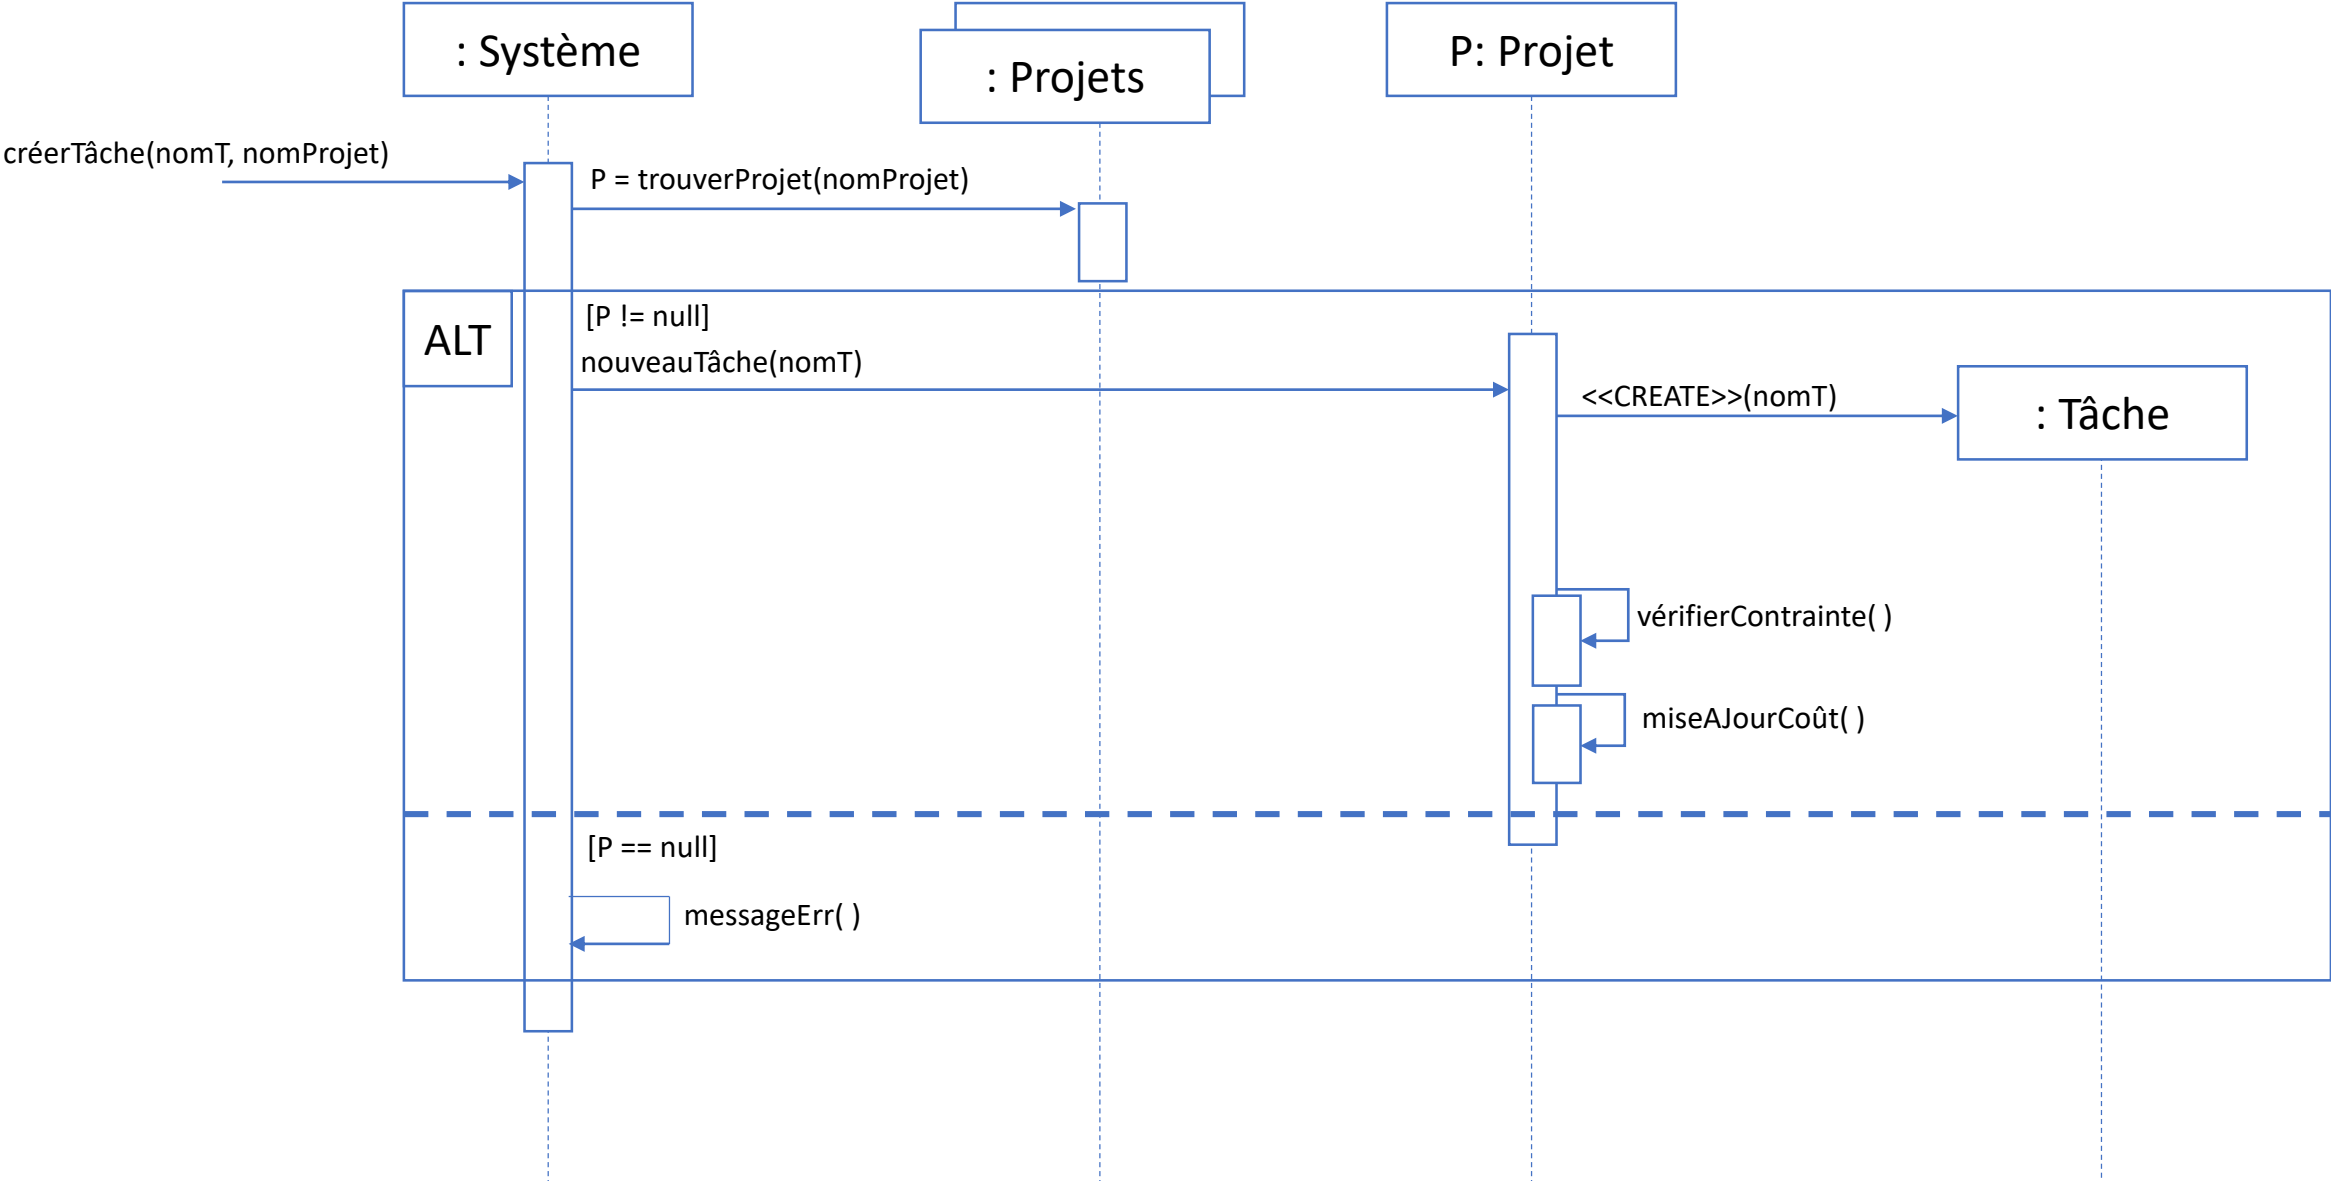 : Système
: Projets
P: Projet
créerTâche(nomT, nomProjet)
P = trouverProjet(nomProjet)
ALT
[P != null]
nouveauTâche(nomT)
<<CREATE>>(nomT)
: Tâche
vérifierContrainte( )
miseAJourCoût( )
[P == null]
messageErr( )